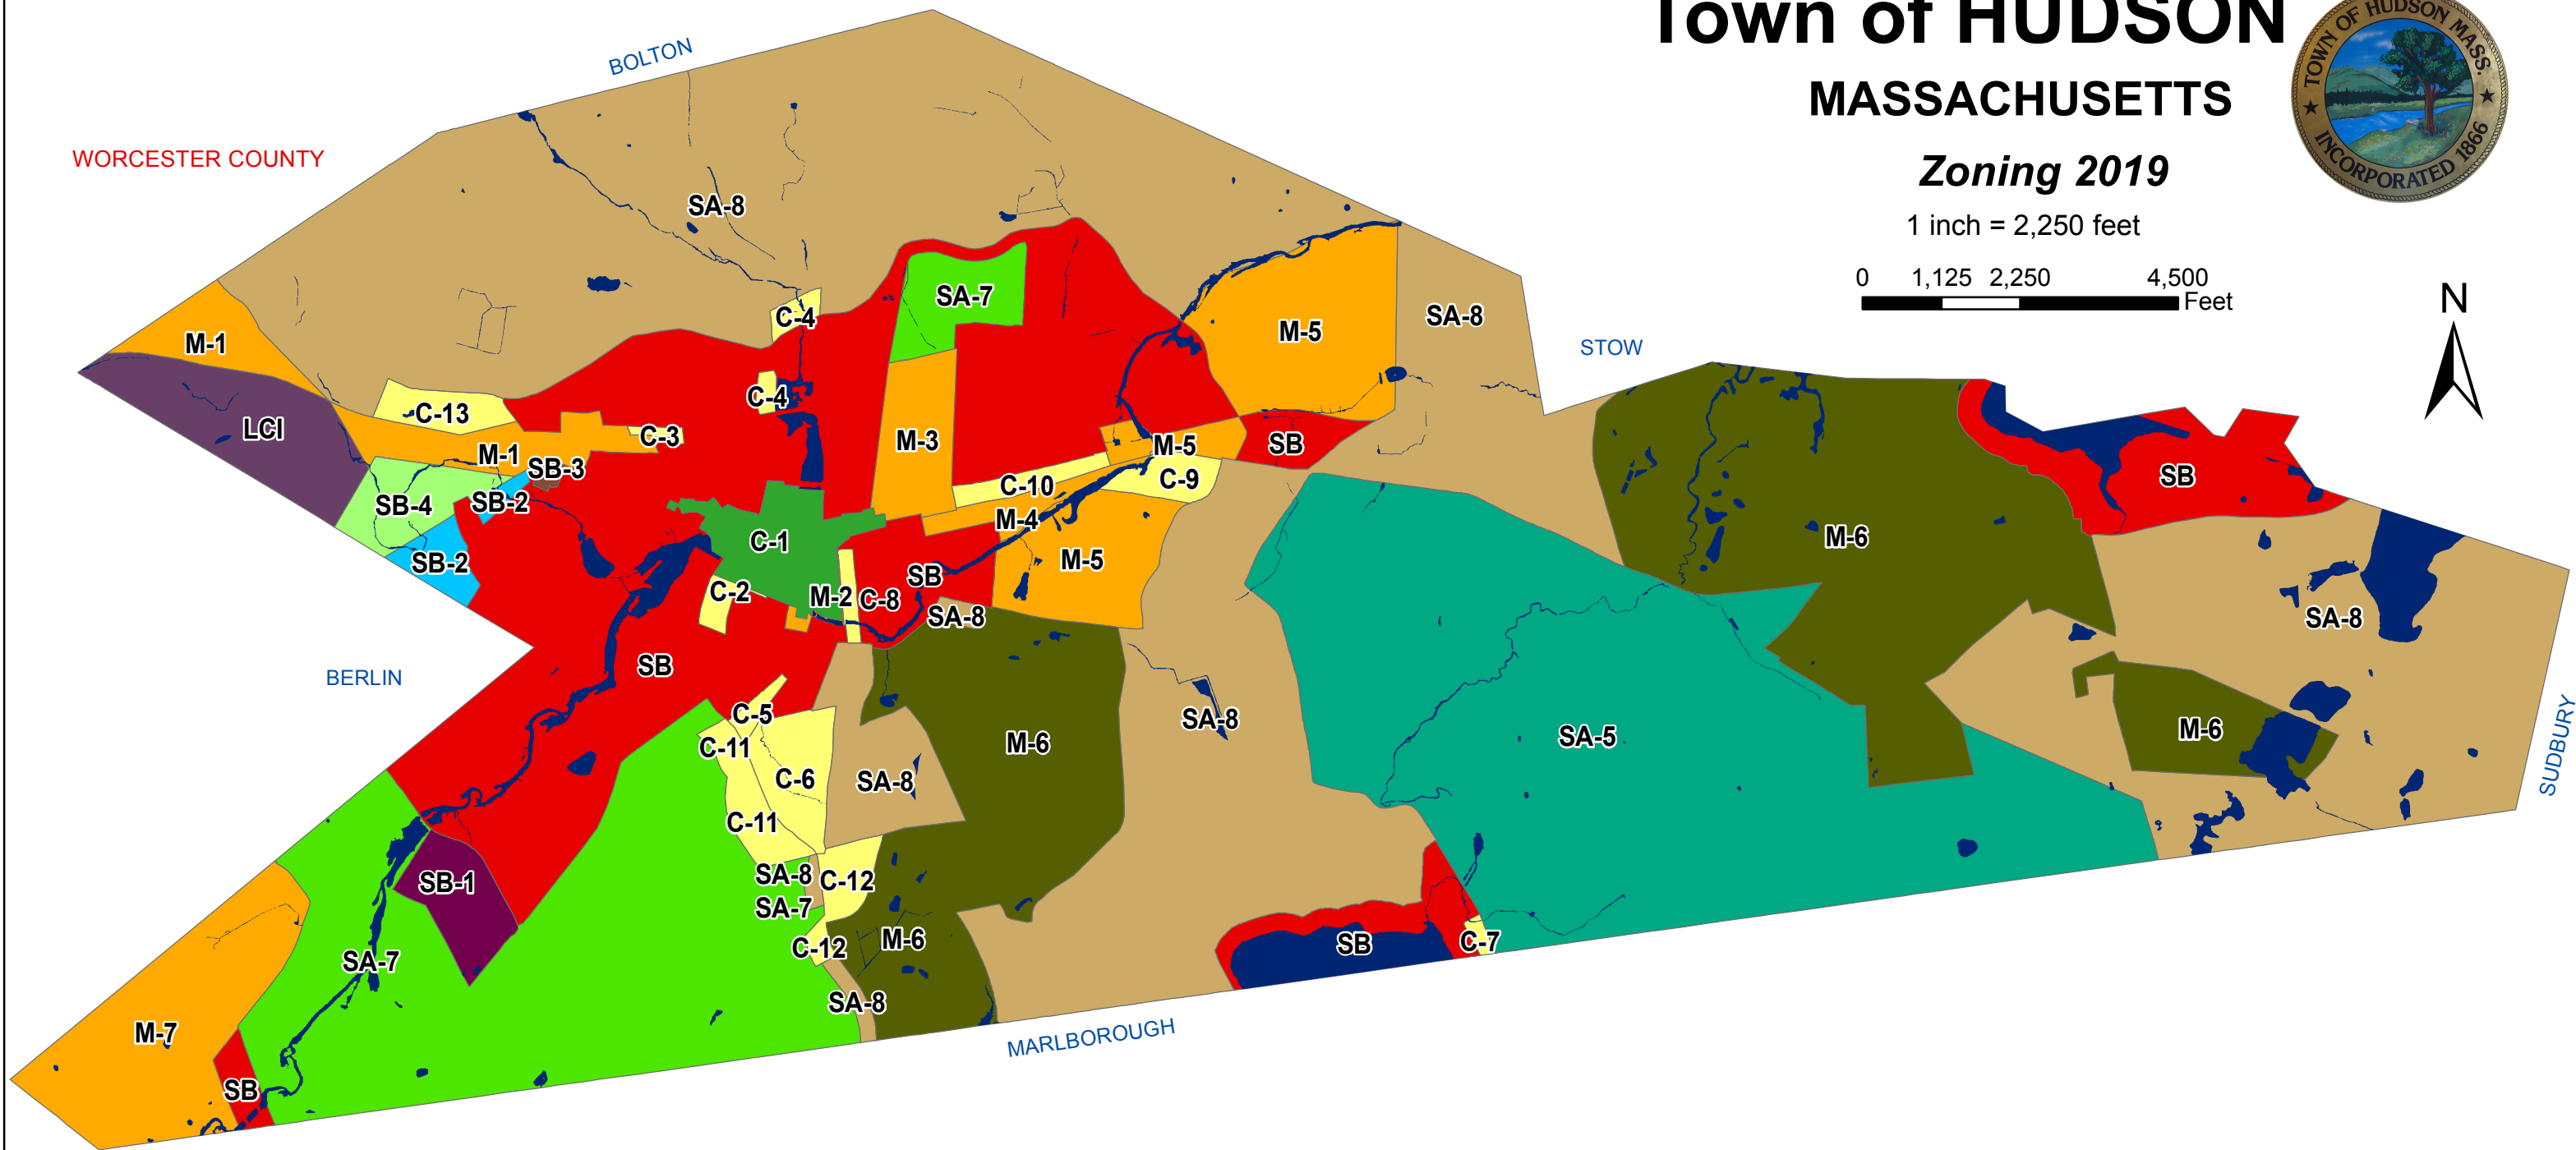 Town of HUDSON
MASSACHUSETTS
Zoning 2019
1 inch = 2,250 feet
0 1,125 2,250 4,500
Feet
N
TOWN OF HUDSON MASS.
INCORPORATED 1866
BOLTON
WORCESTER COUNTY
STOW
BERLIN
SUDBURY
MARLBOROUGH
SA-8
SA-7
C-4
M-1
M-5
SA-8
C-4
LCI
C-13
C-3
M-3
M-5
SB
M-1
SB-3
C-10
C-9
SB
SB-4
SB-2
M-4
C-1
M-6
SB-2
M-5
SB
C-2
M-2
C-8
SA-8
SA-8
SB
C-5
SA-8
C-11
M-6
SA-5
M-6
C-6
SA-8
C-11
SA-8
C-12
SB-1
SA-7
C-12
M-6
SB
C-7
SA-7
SA-8
M-7
SB